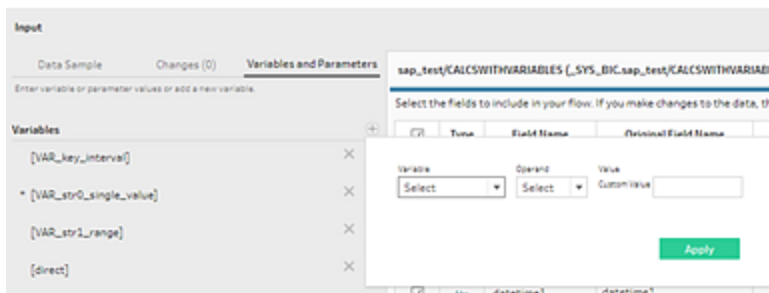 Input
Data Sample Changes (0) Variables and Parameters
Enter variable or parameter values or add a new variable.
Variables
[VAR_key_interval]
* [VAR_str0_single_value]
[VAR_str1_range]
[direct]
sap_test/CALCSWITHVARIABLES (_SYS_BIC.sap_test/CALCSWITHVARIABL
Select the fields to include in your flow. If you make changes to the data, th
Type Field Name Original Field Name
Variable Operand Value
Select Select Custom Value
Apply
datetime1 datetime1